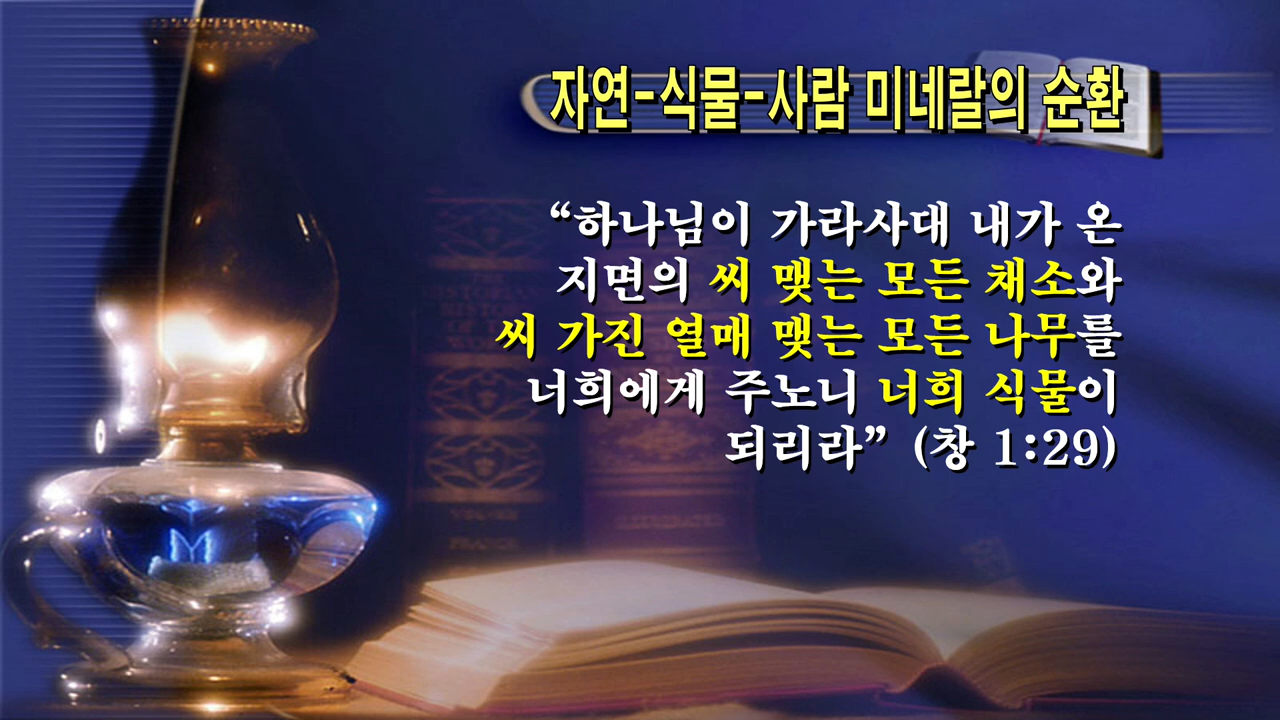 자연-식물-사람 미네랄의 순환
“하나님이 가라사대 내가 온
지면의 씨 맺는 모든 채소와
씨 가진 열매 맺는 모든 나무를
너희에게 주노니 너희 식물이
되리라” (창 1:29)
ILLUSTRATED
FRANCE